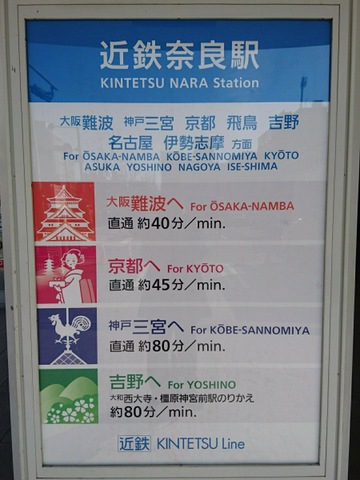 近鉄奈良駅
KINTETSU NARA Station
大阪難波 神戸三宮 京都 飛鳥 吉野
名古屋 伊勢志摩 方面
For ŌSAKA-NAMBA KŌBE-SANNOMIYA KYŌTO
ASUKA YOSHINO NAGOYA ISE-SHIMA
大阪難波へ For ŌSAKA-NAMBA
直通 約40分/min.
京都へ For KYŌTO
直通 約45分/min.
神戸三宮へ For KŌBE-SANNOMIYA
直通 約80分/min.
吉野へ For YOSHINO
大和西大寺・橿原神宮前駅のりかえ
約80分/min.
近鉄 KINTETSU Line